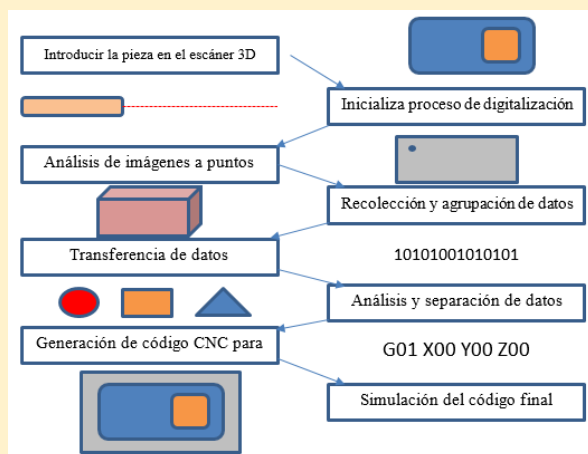 Introducir la pieza en el escáner 3D
Inicializa proceso de digitalización
Análisis de imágenes a puntos
Recolección y agrupación de datos
Transferencia de datos
10101001010101
Análisis y separación de datos
Generación de código CNC para
G01 X00 Y00 Z00
Simulación del código final